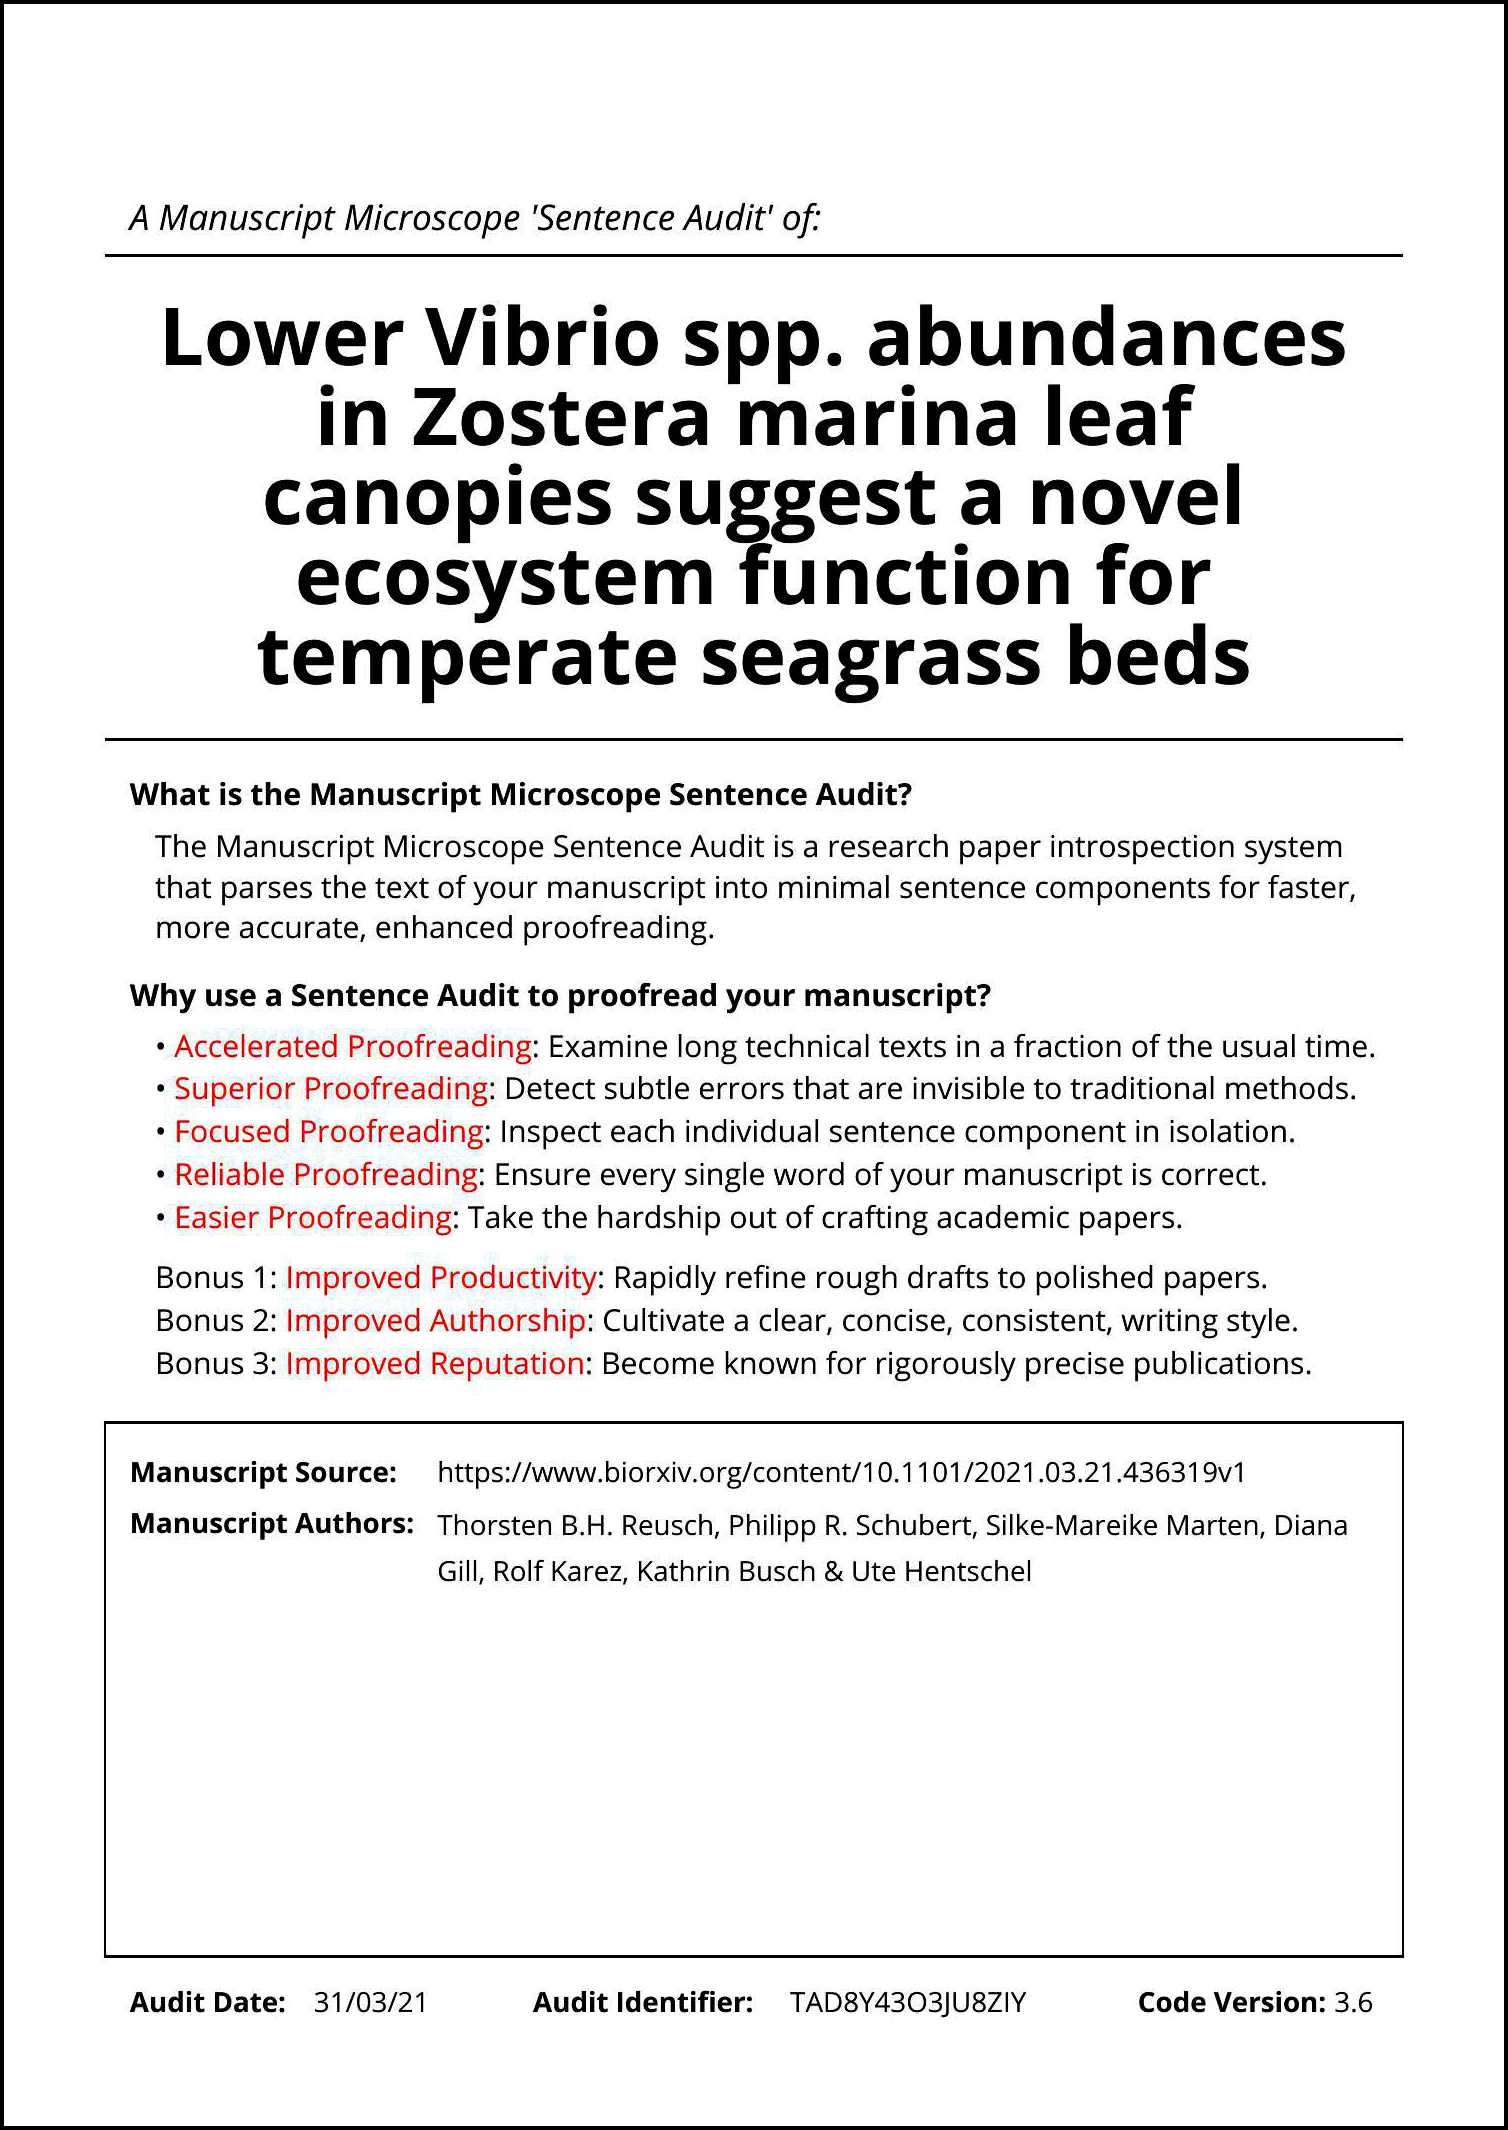 A Manuscript Microscope 'Sentence Audit' of:
Lower Vibrio spp. abundances
in Zostera marina leaf
canopies suggest a novel
ecosystem function for
temperate seagrass beds
What is the Manuscript Microscope Sentence Audit?
The Manuscript Microscope Sentence Audit is a research paper introspection system
that parses the text of your manuscript into minimal sentence components for faster,
more accurate, enhanced proofreading.
Why use a Sentence Audit to proofread your manuscript?
• Accelerated Proofreading: Examine long technical texts in a fraction of the usual time.
• Superior Proofreading: Detect subtle errors that are invisible to traditional methods.
• Focused Proofreading: Inspect each individual sentence component in isolation.
• Reliable Proofreading: Ensure every single word of your manuscript is correct.
• Easier Proofreading: Take the hardship out of crafting academic papers.
Bonus 1: Improved Productivity: Rapidly refine rough drafts to polished papers.
Bonus 2: Improved Authorship: Cultivate a clear, concise, consistent, writing style.
Bonus 3: Improved Reputation: Become known for rigorously precise publications.
Manuscript Source: https://www.biorxiv.org/content/10.1101/2021.03.21.436319v1
Manuscript Authors: Thorsten B.H. Reusch, Philipp R. Schubert, Silke-Mareike Marten, Diana
Gill, Rolf Karez, Kathrin Busch & Ute Hentschel
Audit Date: 31/03/21 Audit Identifier: TAD8Y43O3JU8ZIY Code Version: 3.6